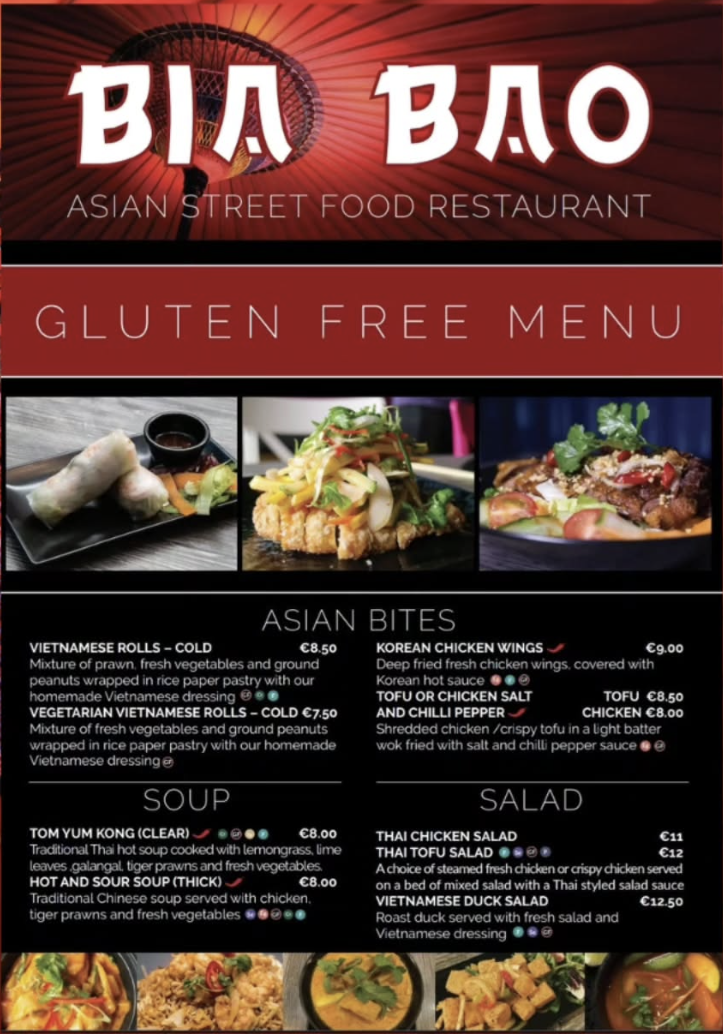 BIA BAO
ASIAN STREET FOOD RESTAURANT
GLUTEN FREE MENU
ASIAN BITES
VIETNAMESE ROLLS – COLD €8.50
Mixture of prawn, fresh vegetables and ground
peanuts wrapped in rice paper pastry with our
homemade Vietnamese dressing
VEGETARIAN VIETNAMESE ROLLS – COLD €7.50
Mixture of fresh vegetables and ground peanuts
wrapped in rice paper pastry with our homemade
Vietnamese dressing
KOREAN CHICKEN WINGS €9.00
Deep fried fresh chicken wings, covered with
Korean hot sauce
TOFU OR CHICKEN SALT TOFU €8.50
AND CHILLI PEPPER CHICKEN €8.00
Shredded chicken /crispy tofu in a light batter
wok fried with salt and chilli pepper sauce
SOUP
TOM YUM KONG (CLEAR) €8.00
Traditional Thai hot soup cooked with lemongrass, lime
leaves ,galangal, tiger prawns and fresh vegetables.
HOT AND SOUR SOUP (THICK) €8.00
Traditional Chinese soup served with chicken,
tiger prawns and fresh vegetables
SALAD
THAI CHICKEN SALAD €11
THAI TOFU SALAD €12
A choice of steamed fresh chicken or crispy chicken served
on a bed of mixed salad with a Thai styled salad sauce
VIETNAMESE DUCK SALAD €12.50
Roast duck served with fresh salad and
Vietnamese dressing